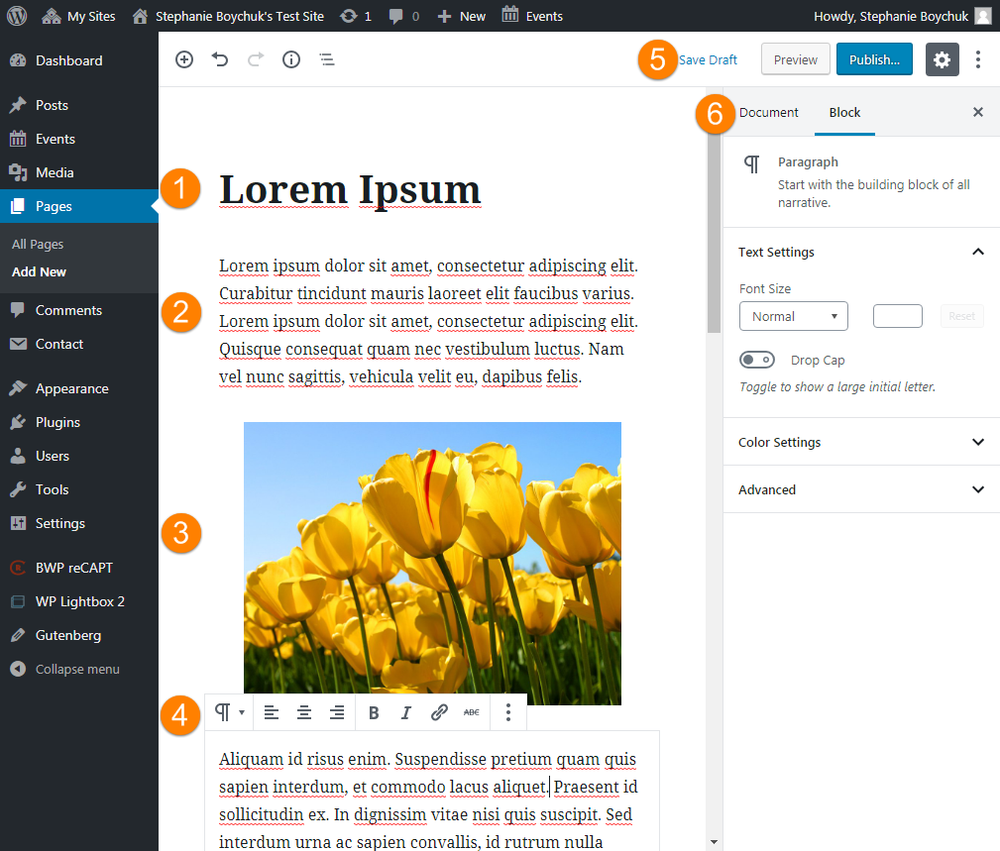 My Sites Stephanie Boychuk's Test Site 1 0 New Events Howdy, Stephanie Boychuk
Dashboard
Posts
Events
Media
Pages
All Pages
Add New
Comments
Contact
Appearance
Plugins
Users
Tools
Settings
BWP reCAPT
WP Lightbox 2
Gutenberg
Collapse menu
5 Save Draft Preview Publish...
1 Lorem Ipsum
2
Lorem ipsum dolor sit amet, consectetur adipiscing elit.
Curabitur tincidunt mauris laoreet elit faucibus varius.
Lorem ipsum dolor sit amet, consectetur adipiscing elit.
Quisque consequat quam nec vestibulum luctus. Nam
vel nunc sagittis, vehicula velit eu, dapibus felis.
3
4 B I ABC
Aliquam id risus enim. Suspendisse pretium quam quis
sapien interdum, et commodo lacus aliquet. Praesent id
sollicitudin ex. In dignissim vitae nisi quis suscipit. Sed
interdum urna ac sapien convallis, id rutrum nulla
6 Document Block
Paragraph
Start with the building block of all
narrative.
Text Settings
Font Size
Normal Reset
Drop Cap
Toggle to show a large initial letter.
Color Settings
Advanced